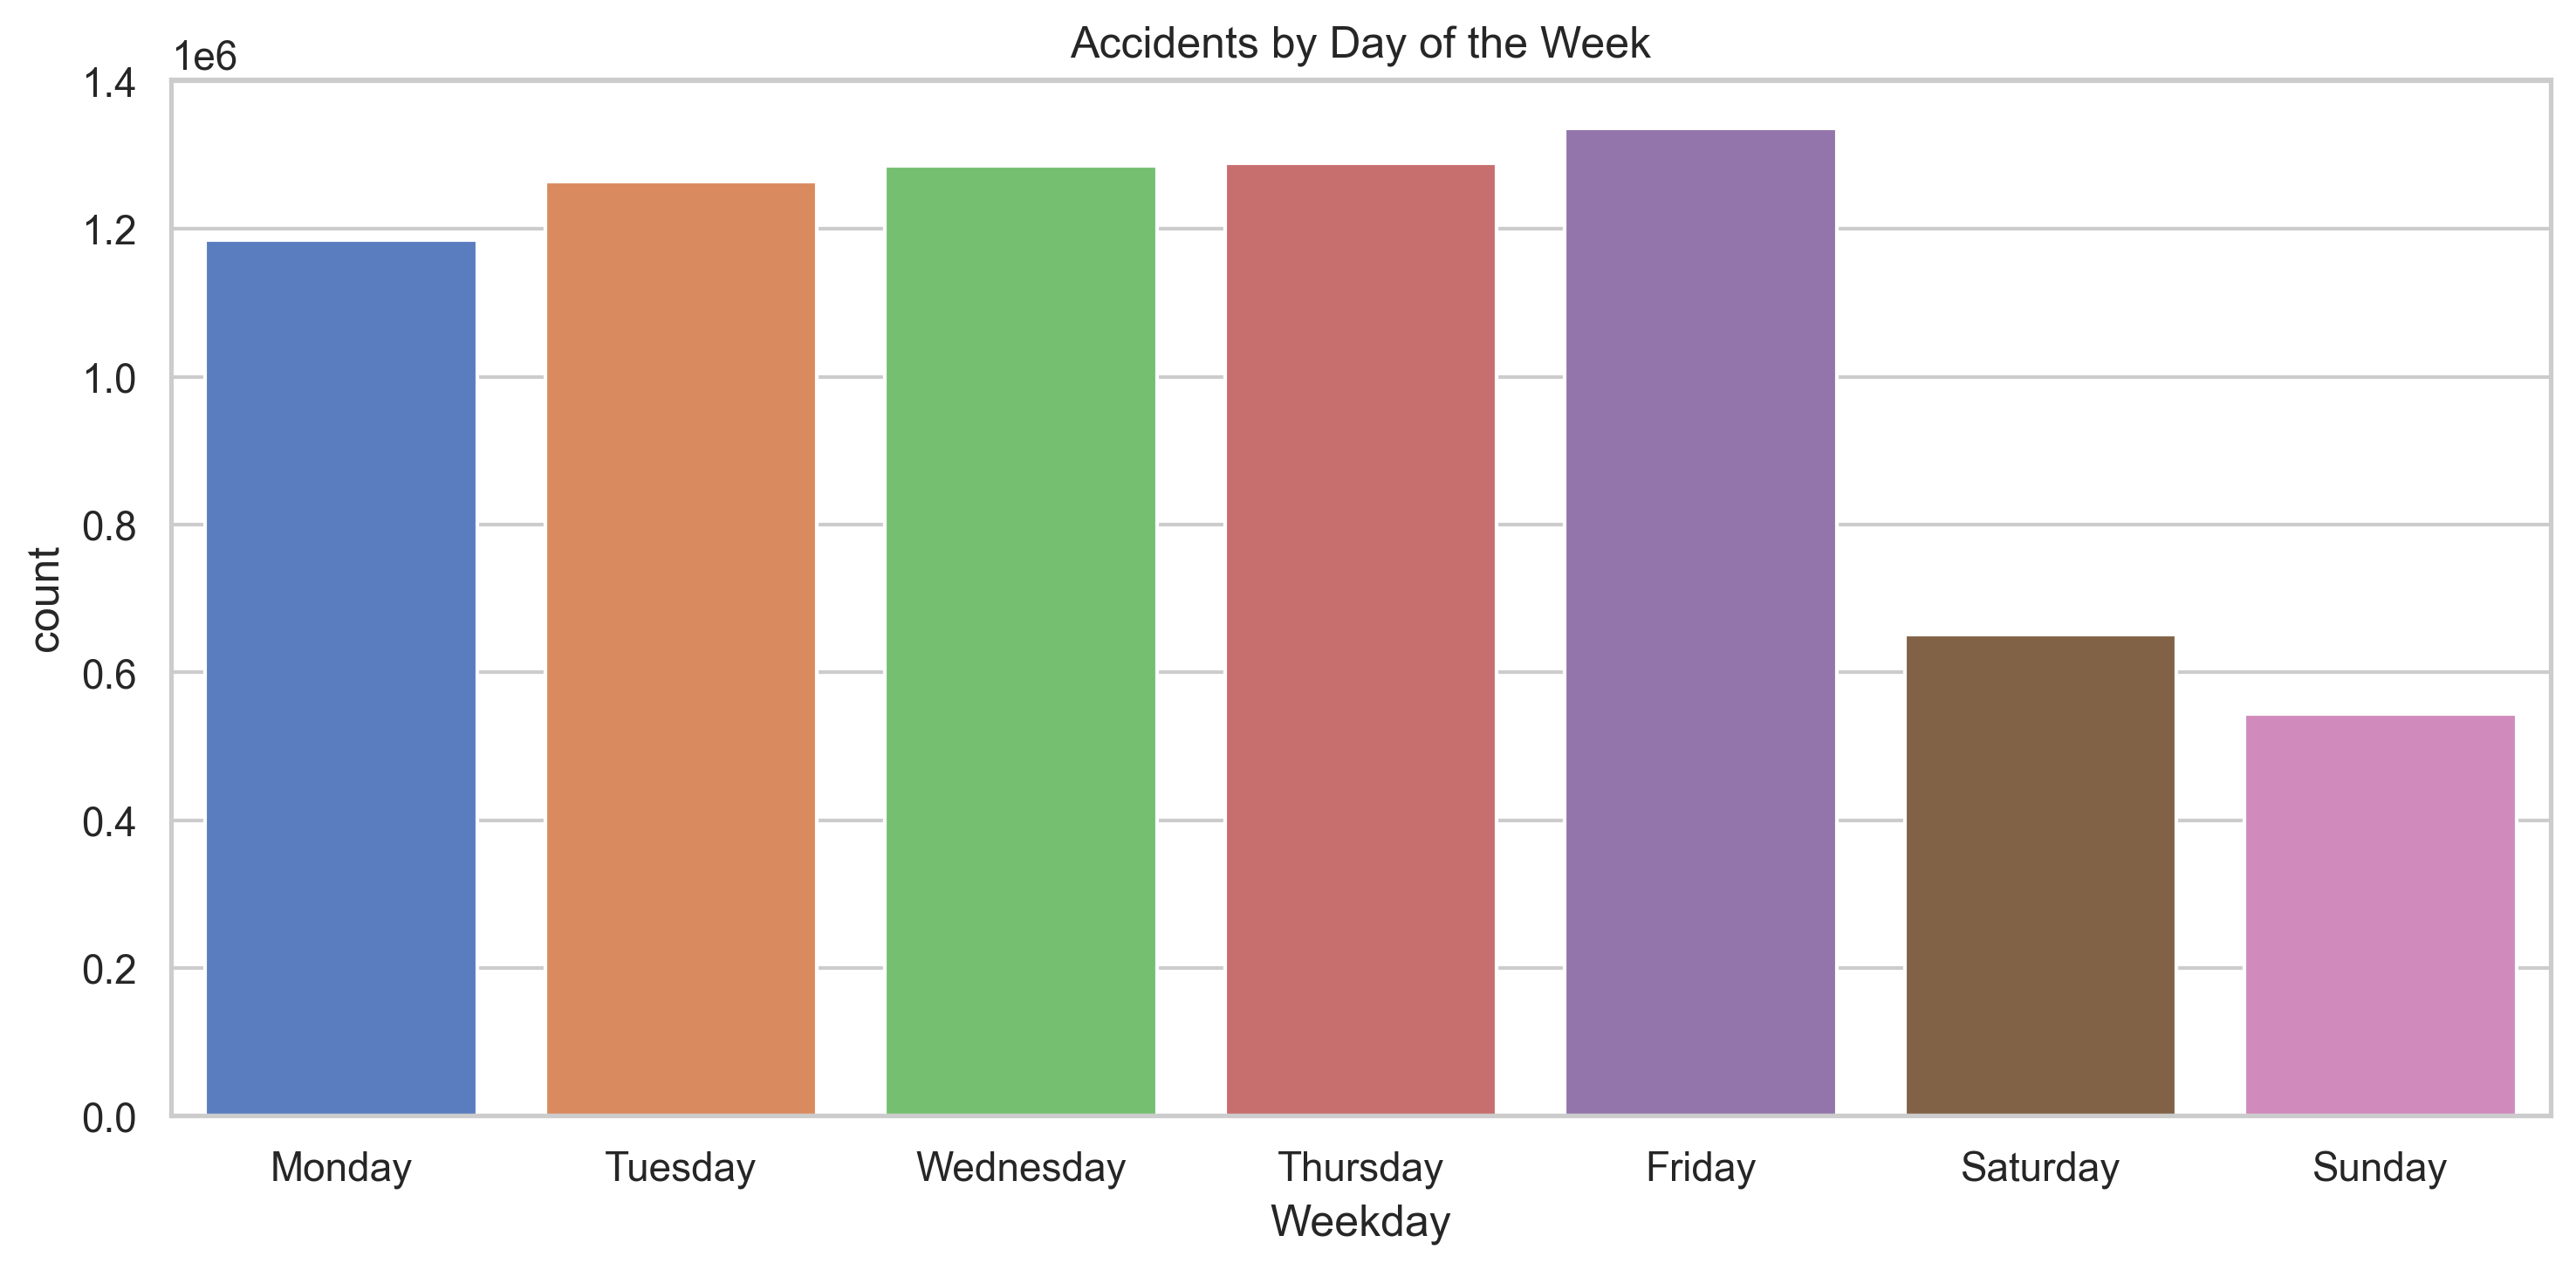 Accidents by Day of the Week
1e6
1.4
1.2
1.0
0.8
0.6
0.4
0.2
0.0
count
Monday Tuesday Wednesday Thursday Friday Saturday Sunday
Weekday